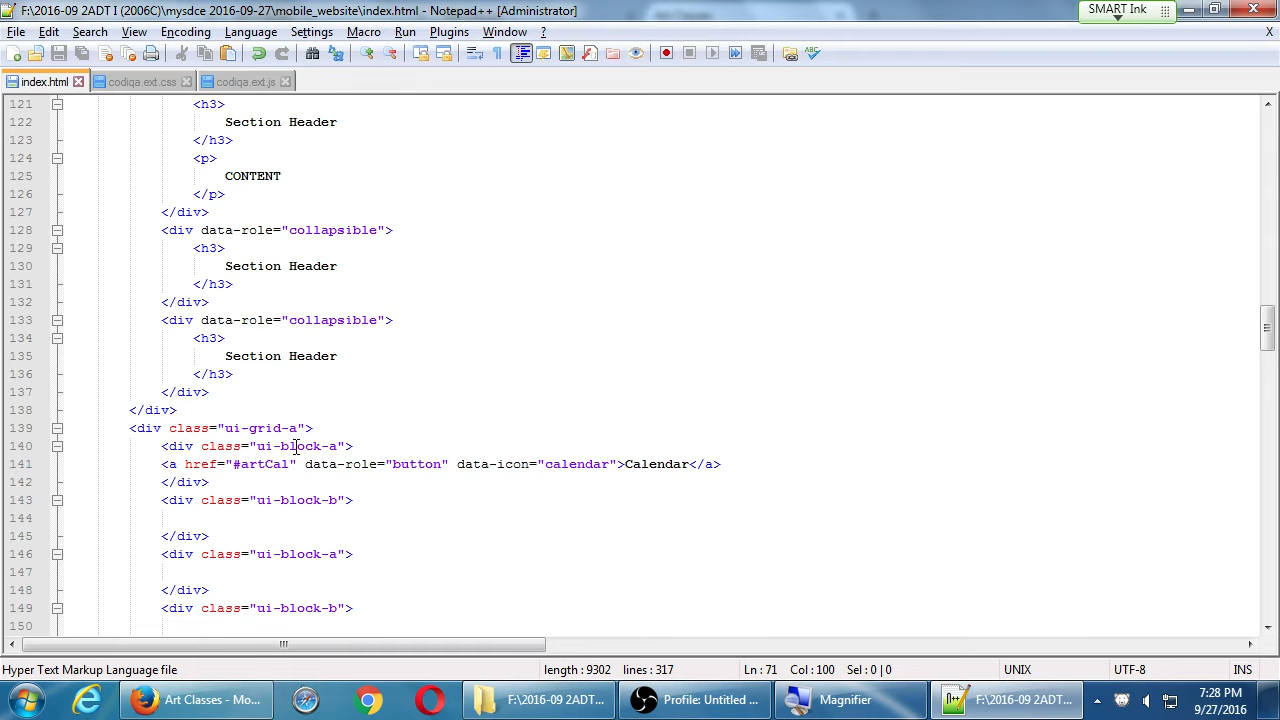 F:\2016-09 2ADT I (2006C)\mysdce 2016-09-27\mobile_website\index.html - Notepad++ [Administrator]
SMART Ink
File Edit Search View Encoding Language Settings Macro Run Plugins Window ? X
index.html codiqa.ext.css codiqa.ext.js
121 <h3>
122 Section Header
123 </h3>
124 <p>
125 CONTENT
126 </p>
127 </div>
128 <div data-role="collapsible">
129 <h3>
130 Section Header
131 </h3>
132 </div>
133 <div data-role="collapsible">
134 <h3>
135 Section Header
136 </h3>
137 </div>
138 </div>
139 <div class="ui-grid-a">
140 <div class="ui-block-a">
141 <a href="#artCal" data-role="button" data-icon="calendar">Calendar</a>
142 </div>
143 <div class="ui-block-b">
144
145 </div>
146 <div class="ui-block-a">
147
148 </div>
149 <div class="ui-block-b">
150
Hyper Text Markup Language file length : 9302 lines : 317 Ln : 71 Col : 100 Sel : 0 | 0 UNIX UTF-8 INS
Art Classes - Mo... F:\2016-09 2ADT... Profile: Untitled ... Magnifier F:\2016-09 2ADT... 7:28 PM
9/27/2016